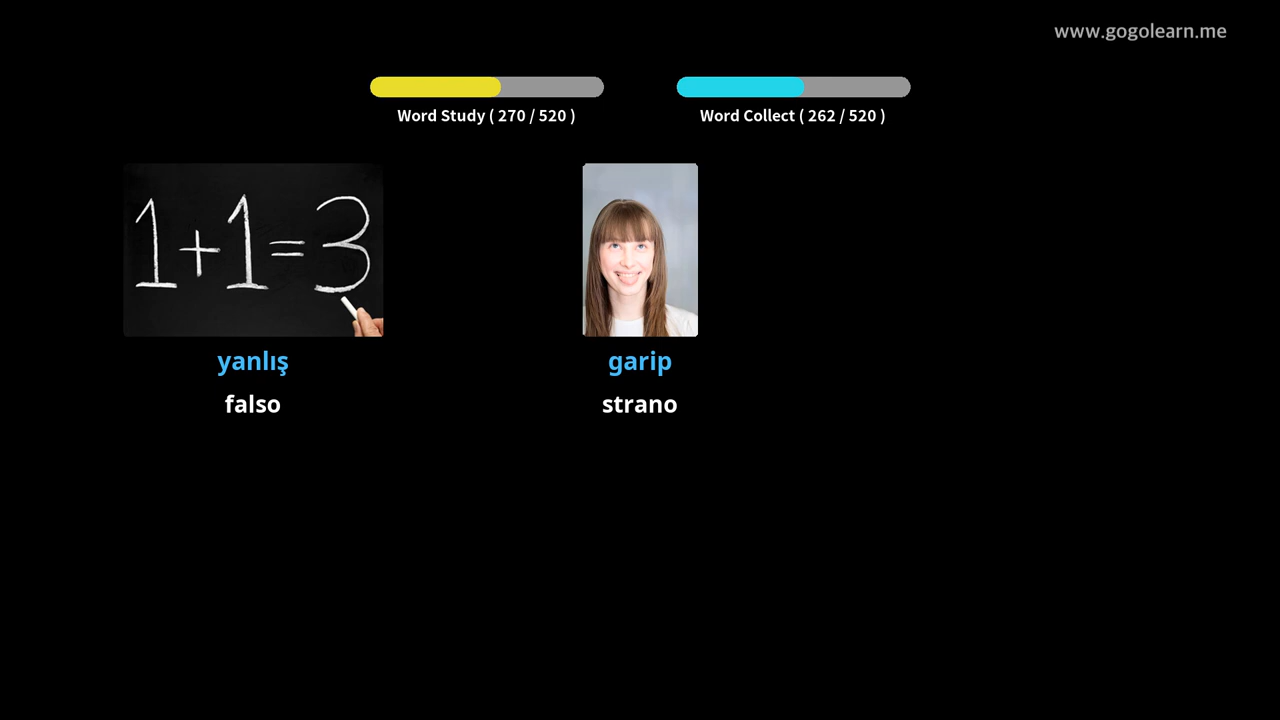 www.gogolearn.me
Word Study ( 270 / 520 )
Word Collect ( 262 / 520 )
1+1=3
yanlış
falso
garip
strano